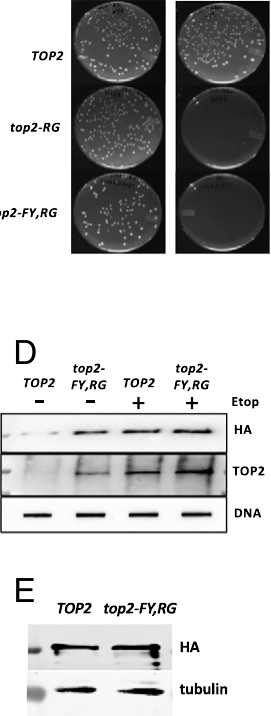 TOP2
top2-RG
op2-FY,RG
D
TOP2 top2-FY,RG TOP2 top2-FY,RG
– – + + Etop
HA
TOP2
DNA
E
TOP2 top2-FY,RG
HA
tubulin